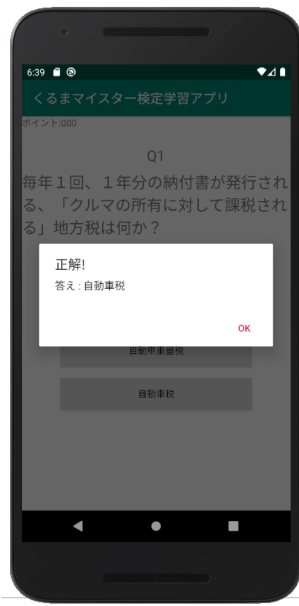 6:39
くるまマイスター検定学習アプリ
ポイント:000
Q1
毎年１回、１年分の納付書が発行され
る、「クルマの所有に対して課税され
る」地方税は何か？
正解!
答え : 自動車税
OK
自動車重量税
自動車税